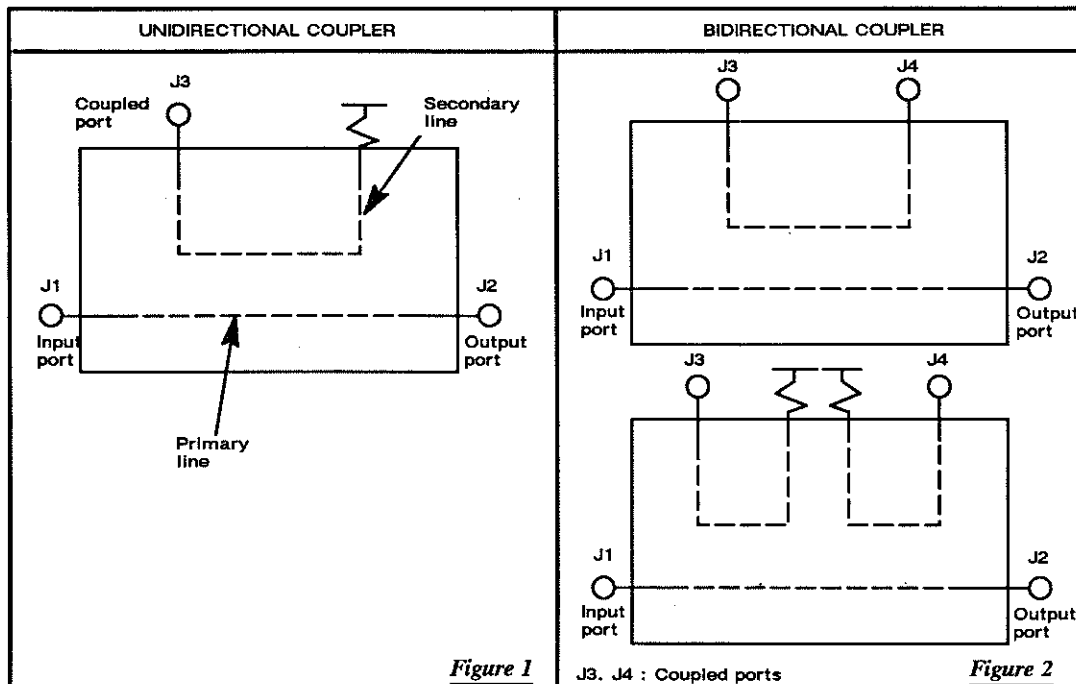 UNIDIRECTIONAL COUPLER
J3
Coupled
port
Secondary
line
J1
Input
port
J2
Output
port
Primary
line
Figure 1
BIDIRECTIONAL COUPLER
J3
J4
J1
Input
port
J2
Output
port
J3
J4
J1
Input
port
J2
Output
port
J3. J4 : Coupled ports
Figure 2